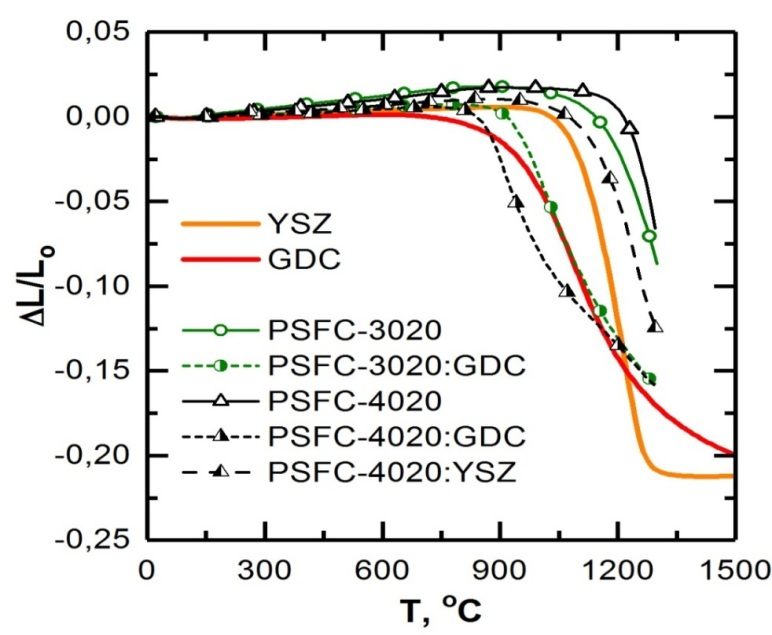 0,05
0,00
-0,05
-0,10
-0,15
-0,20
-0,25
ΔL/L₀
YSZ
GDC
PSFC-3020
PSFC-3020:GDC
PSFC-4020
PSFC-4020:GDC
PSFC-4020:YSZ
0 300 600 900 1200 1500
T, °C